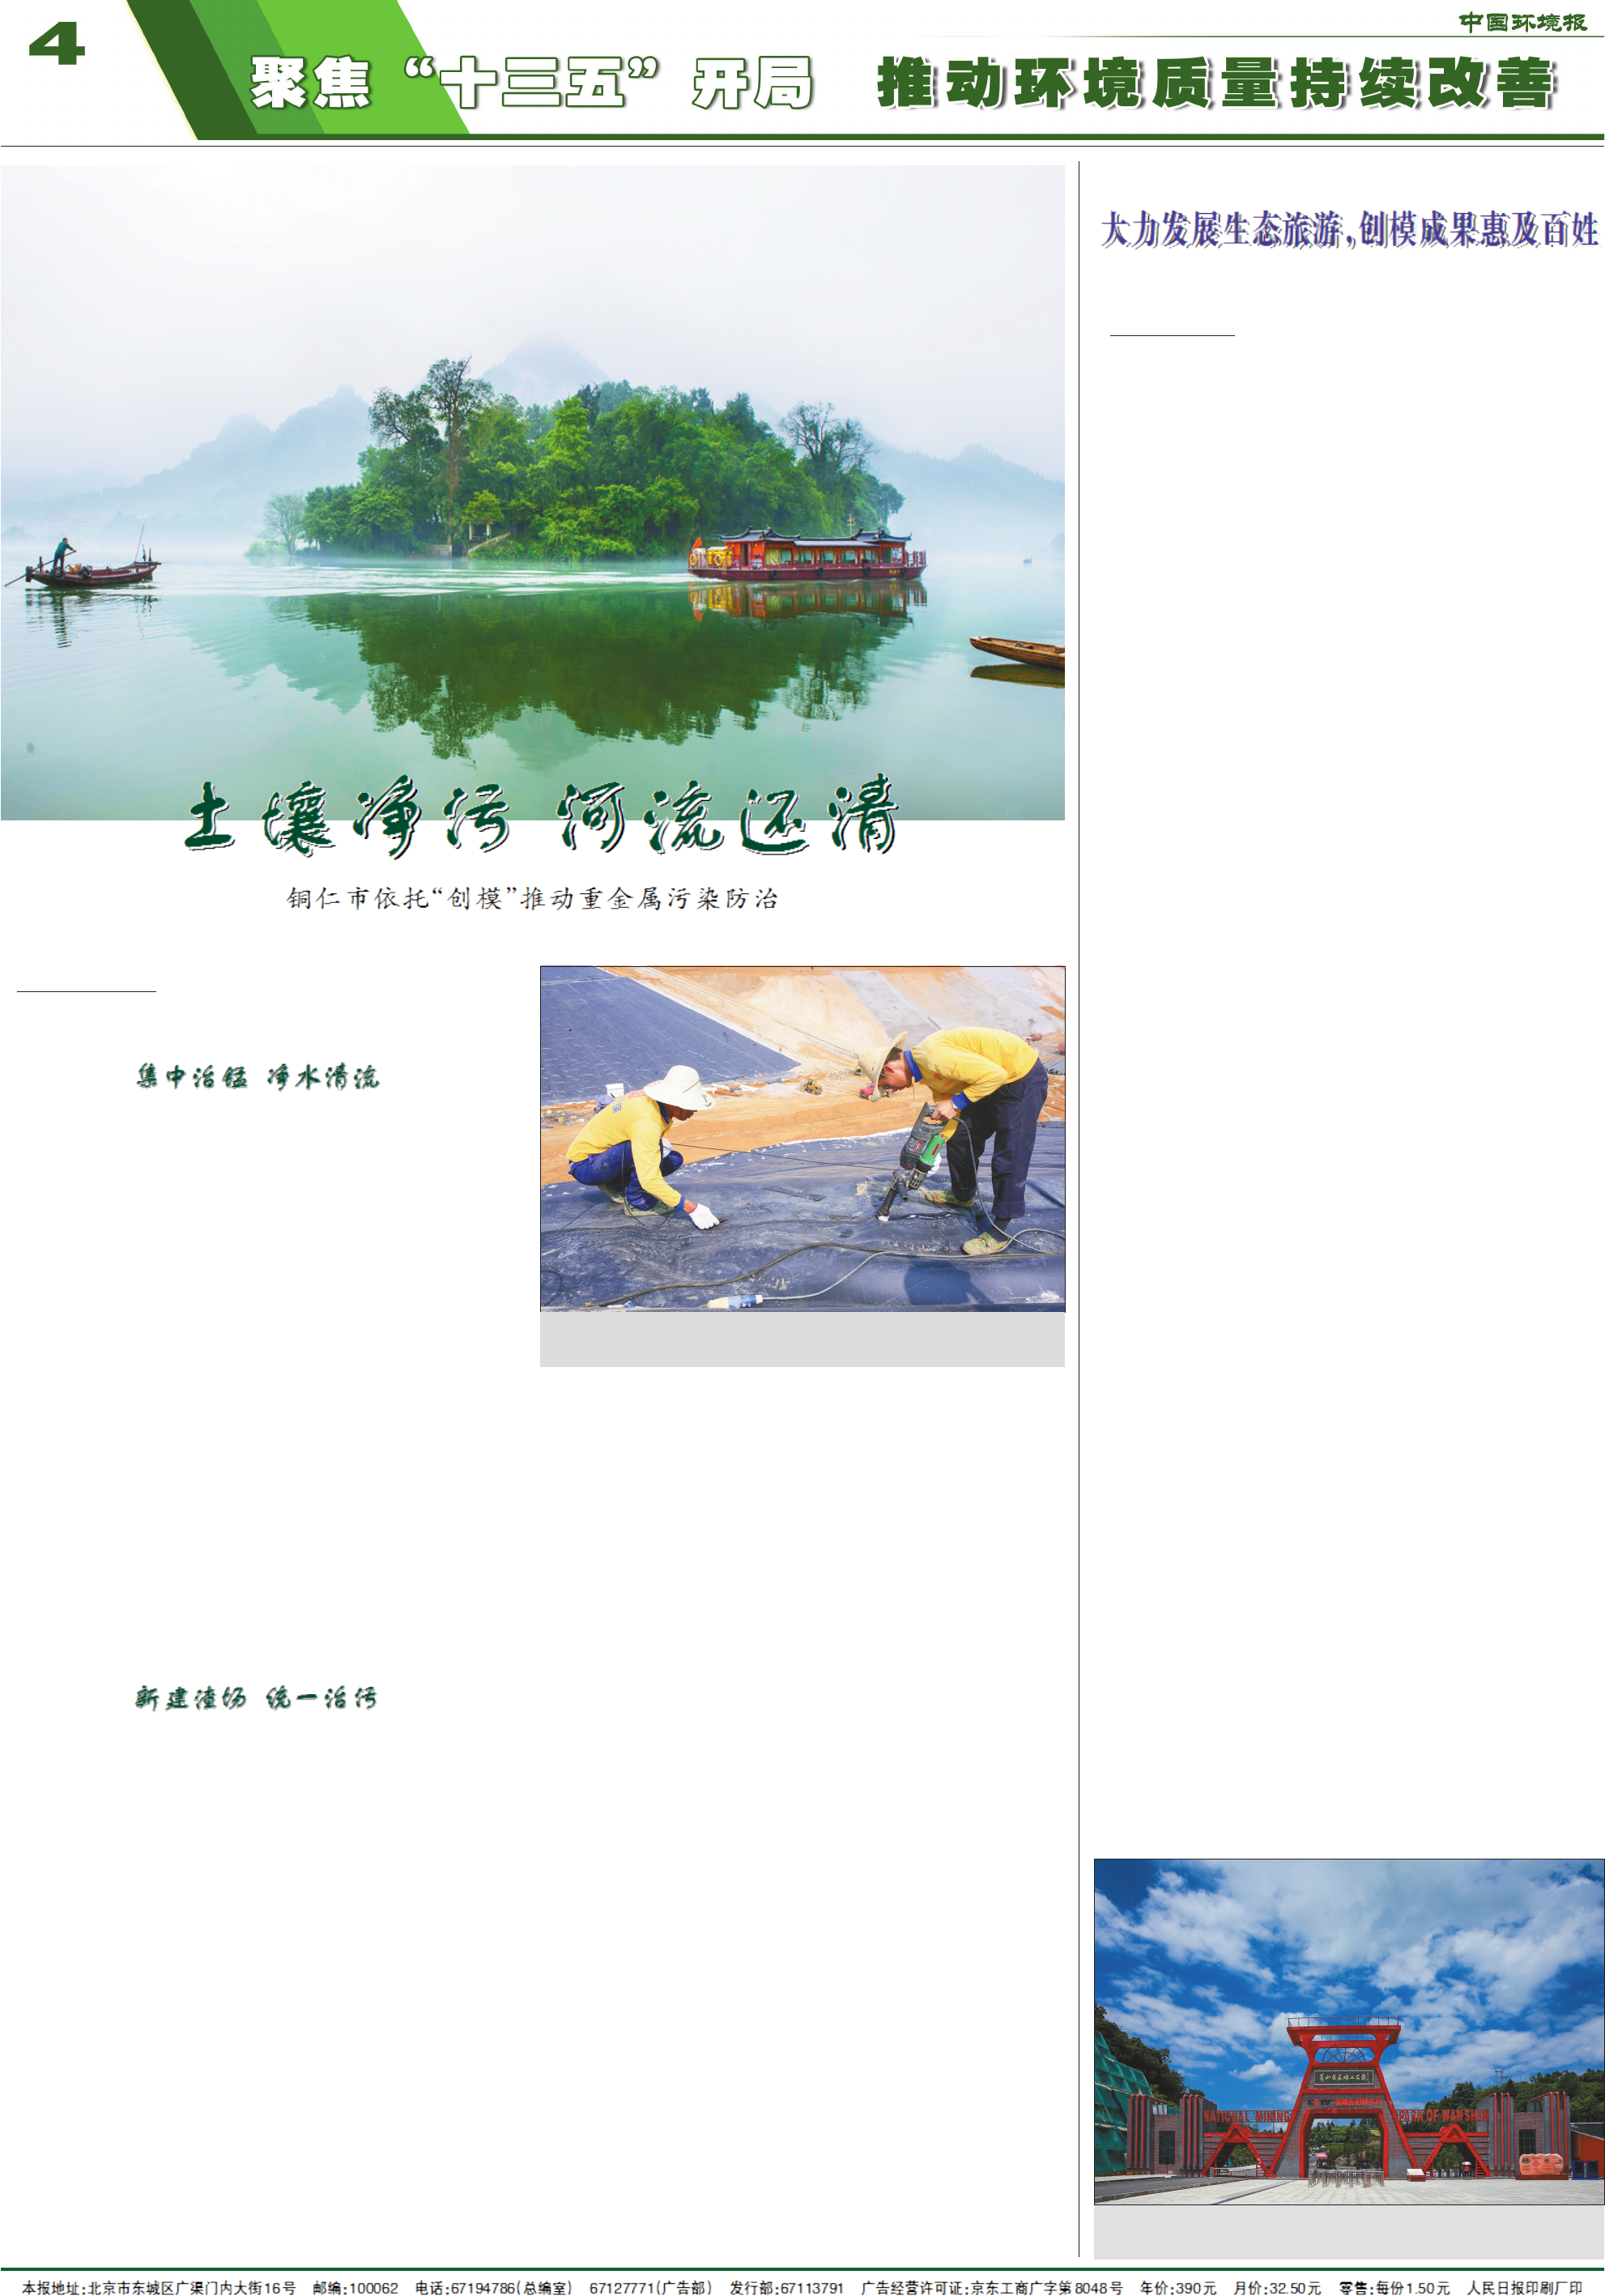 4
中国环境报
聚焦“十三五”开局 推动环境质量持续改善
土壤净污 河流还清
铜仁市依托“创模”推动重金属污染防治
集中治锰 净水清流
新建渣场 统一治污
大力发展生态旅游,创模成果惠及百姓
NATIONAL MINING PARK OF WANSHAN
本报地址:北京市东城区广渠门内大街16号 邮编:100062 电话:67194786(总编室) 67127771(广告部) 发行部:67113791 广告经营许可证:京东工商广字第8048号 年价:390元 月价:32.50元 零售:每份1.50元 人民日报印刷厂印